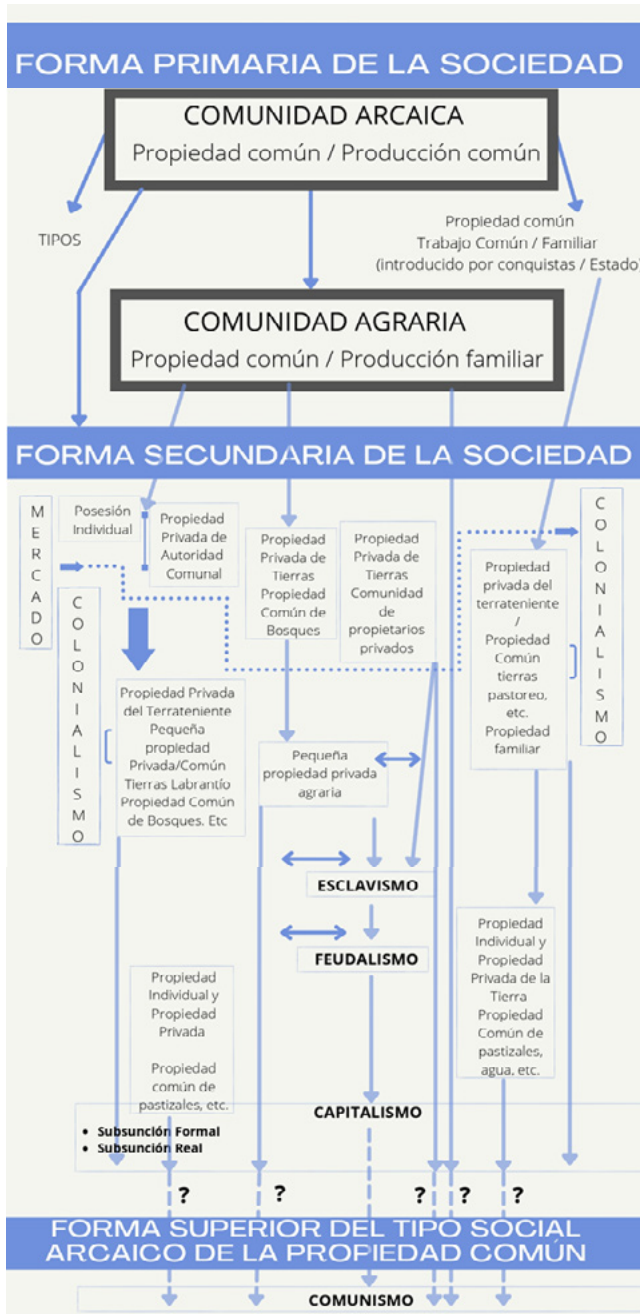 FORMA PRIMARIA DE LA SOCIEDAD
COMUNIDAD ARCAICA
Propiedad común / Producción común
TIPOS
Propiedad común
Trabajo Común / Familiar
(introducido por conquistas / Estado)
COMUNIDAD AGRARIA
Propiedad común / Producción familiar
FORMA SECUNDARIA DE LA SOCIEDAD
MERCADO
Posesión
Individual
Propiedad
Privada de
Autoridad
Comunal
Propiedad
Privada de
Tierras
Propiedad
Común de
Bosques
Propiedad
Privada de
Tierras
Comunidad
de
propietarios
privados
Propiedad
privada del
terrateniente
/
Propiedad
Común
tierras
pastoreo,
etc.
Propiedad
familiar
COLONIALISMO
COLONIALISMO
Propiedad Privada
del Terrateniente
Pequeña
propiedad
Privada/Común
Tierras Labrantío
Propiedad Común
de Bosques. Etc
Pequeña
propiedad privada
agraria
ESCLAVISMO
FEUDALISMO
Propiedad
Individual y
Propiedad
Privada
Propiedad
común de
pastizales, etc.
Propiedad
Individual y
Propiedad
Privada de la
Tierra
Propiedad
Común de
pastizales,
agua, etc.
CAPITALISMO
• Subsunción Formal
• Subsunción Real
? ? ? ? ?
FORMA SUPERIOR DEL TIPO SOCIAL
ARCAICO DE LA PROPIEDAD COMÚN
COMUNISMO